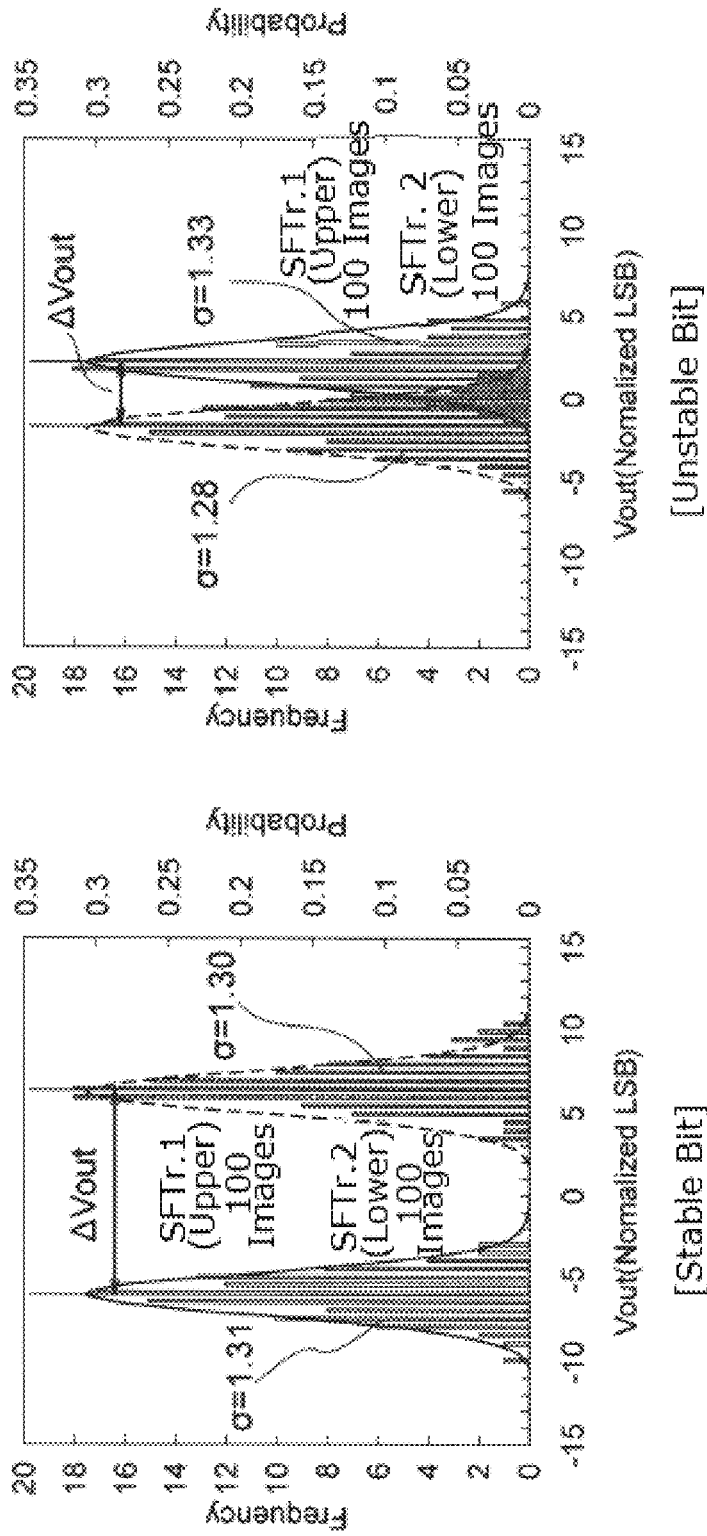 20
18
16
14
12
10
8
6
4
2
0
Frequency
-15
-10
-5
0
5
10
15
Vout(Nomalized LSB)
0.35
0.3
0.25
0.2
0.15
0.1
0.05
0
Probability
ΔVout
σ=1.31
σ=1.30
SFTr.1
(Upper)
100
Images
SFTr.2
(Lower)
100
Images
[Stable Bit]
20
18
16
14
12
10
8
6
4
2
0
Frequency
-15
-10
-5
0
5
10
15
Vout(Nomalized LSB)
0.35
0.3
0.25
0.2
0.15
0.1
0.05
0
Probability
ΔVout
σ=1.28
σ=1.33
SFTr.1
(Upper)
100 Images
SFTr. 2
(Lower)
100 Images
[Unstable Bit]